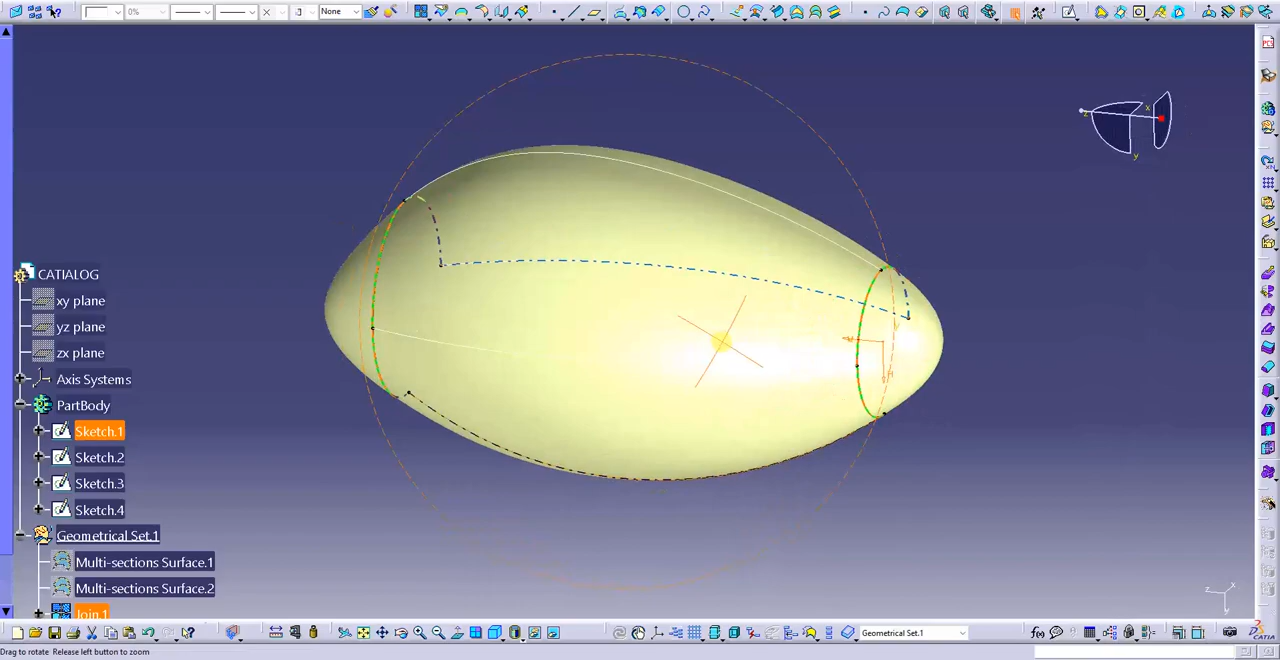 0%
None
z
x
y
CATIALOG
xy plane
yz plane
zx plane
Axis Systems
PartBody
Sketch.1
Sketch.2
Sketch.3
Sketch.4
Geometrical Set.1
Multi-sections Surface.1
Multi-sections Surface.2
Join.1
H
Geometrical Set.1
f(x)
CATIA
Drag to rotate Release left button to zoom